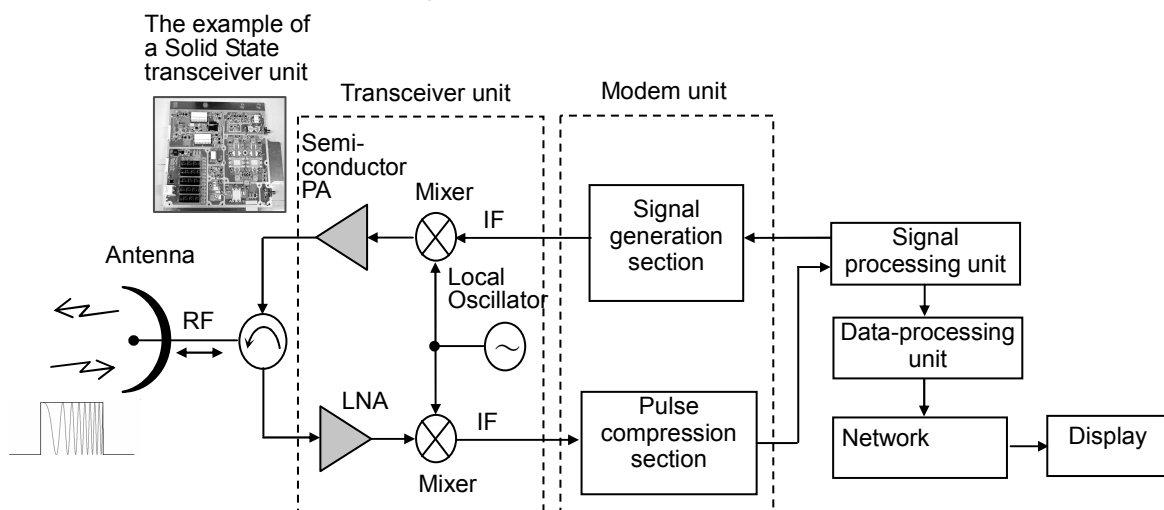 The example of
a Solid State
transceiver unit
Transceiver unit
Modem unit
Semi-
conductor
PA
Mixer
IF
Signal
generation
section
Signal
processing unit
Antenna
RF
Local
Oscillator
Data-processing
unit
LNA
Mixer
IF
Pulse
compression
section
Network
Display